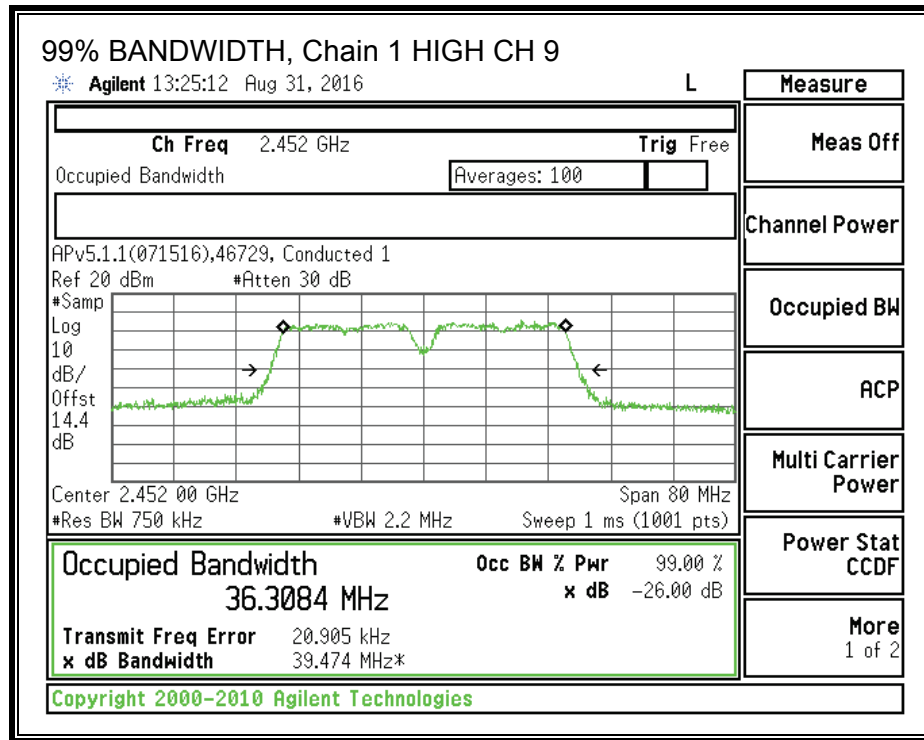 99% BANDWIDTH, Chain 1 HIGH CH 9
Agilent 13:25:12 Aug 31, 2016 L
Ch Freq 2.452 GHz Trig Free
Occupied Bandwidth Averages: 100
APv5.1.1(071516),46729, Conducted 1
Ref 20 dBm #Atten 30 dB
#Samp
Log
10
dB/
Offst
14.4
dB
Center 2.452 00 GHz Span 80 MHz
#Res BW 750 kHz #VBW 2.2 MHz Sweep 1 ms (1001 pts)
Occupied Bandwidth Occ BW % Pwr 99.00 %
36.3084 MHz x dB -26.00 dB
Transmit Freq Error 20.905 kHz
x dB Bandwidth 39.474 MHz*
Copyright 2000-2010 Agilent Technologies
Measure
Meas Off
Channel Power
Occupied BW
ACP
Multi Carrier
Power
Power Stat
CCDF
More
1 of 2